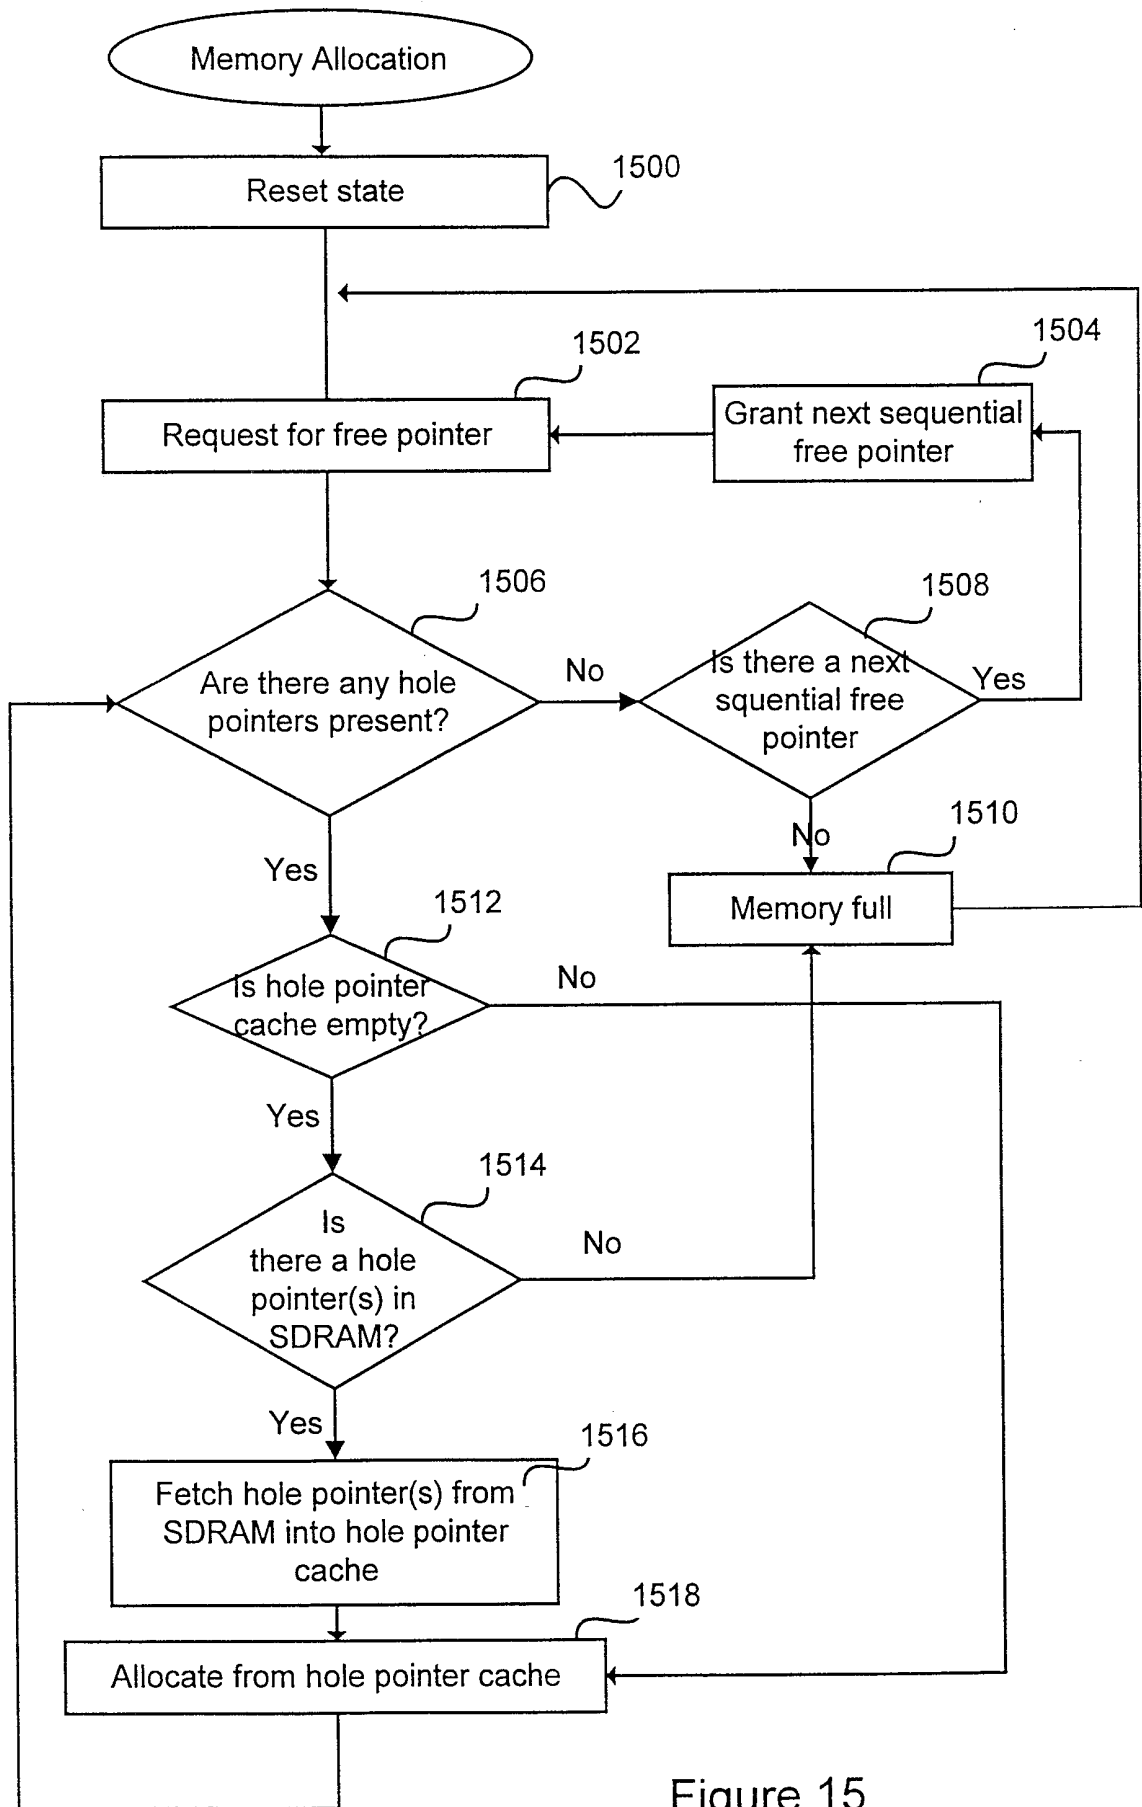 Memory Allocation
1500
Reset state
1504
1502
Grant next sequential
free pointer
Request for free pointer
1506
1508
Are there any hole
pointers present?
No
Is there a next
squential free
pointer
Yes
1510
No
Yes
Memory full
1512
Is hole pointer
cache empty?
No
Yes
1514
Is
there a hole
pointer(s) in
SDRAM?
No
Yes
1516
Fetch hole pointer(s) from
SDRAM into hole pointer
cache
1518
Allocate from hole pointer cache
Figure 15